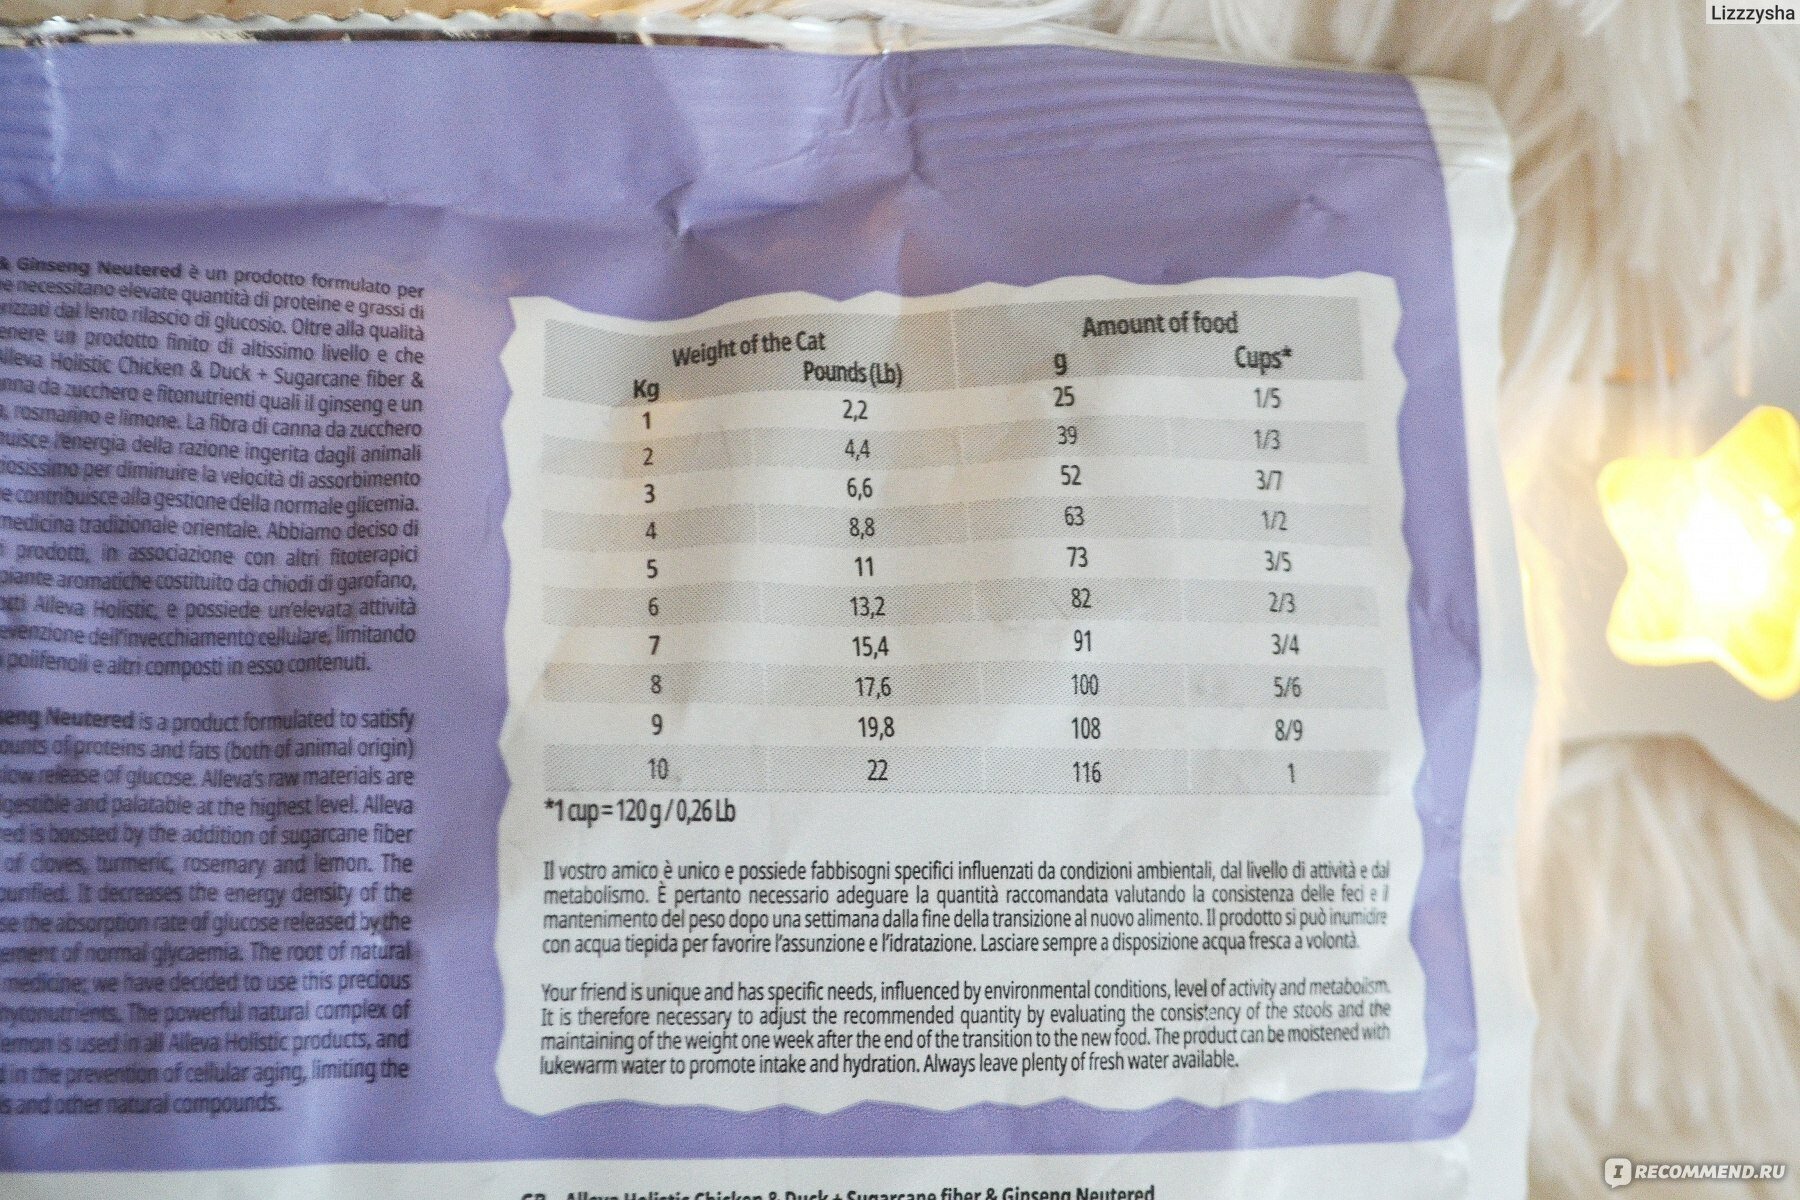 Lizzzysha
& Ginseng Neutered è un prodotto formulato per
necessitano elevate quantità di proteine e grassi di
dal lento rilascio di glucosio. Oltre alla qualità
un prodotto finito di altissimo livello e che
Alleva Holistic Chicken & Duck + Sugarcane fiber &
da zucchero e fitonutrienti quali il ginseng e un
rosmarino e limone. La fibra di canna da zucchero
l'energia della razione ingerita dagli animali
per diminuire la velocità di assorbimento
e contribuisce alla gestione della normale glicemia.
medicina tradizionale orientale. Abbiamo deciso di
prodotti, in associazione con altri fitoterapici
piante aromatiche costituito da chiodi di garofano,
Alleva Holistic, e possiede un'elevata attività
dell'invecchiamento cellulare, limitando
polifenoli e altri composti in esso contenuti.
Neutered is a product formulated to satisfy
of proteins and fats (both of animal origin)
release of glucose. Alleva's raw materials are
and palatable at the highest level. Alleva
is boosted by the addition of sugarcane fiber
of cloves, turmeric, rosemary and lemon. The
purified. It decreases the energy density of the
the absorption rate of glucose released by the
of normal glycaemia. The root of natural
medicine; we have decided to use this precious
phytonutrients. The powerful natural complex of
lemon is used in all Alleva Holistic products, and
in the prevention of cellular aging, limiting the
and other natural compounds.
Weight of the Cat Amount of food
Kg Pounds (Lb) g Cups*
1 2,2 25 1/5
2 4,4 39 1/3
3 6,6 52 3/7
4 8,8 63 1/2
5 11 73 3/5
6 13,2 82 2/3
7 15,4 91 3/4
8 17,6 100 5/6
9 19,8 108 8/9
10 22 116 1
*1 cup = 120 g / 0,26 Lb
Il vostro amico è unico e possiede fabbisogni specifici influenzati da condizioni ambientali, dal livello di attività e dal
metabolismo. È pertanto necessario adeguare la quantità raccomandata valutando la consistenza delle feci e il
mantenimento del peso dopo una settimana dalla fine della transizione al nuovo alimento. Il prodotto si può inumidire
con acqua tiepida per favorire l'assunzione e l'idratazione. Lasciare sempre a disposizione acqua fresca a volontà.
Your friend is unique and has specific needs, influenced by environmental conditions, level of activity and metabolism.
It is therefore necessary to adjust the recommended quantity by evaluating the consistency of the stools and the
maintaining of the weight one week after the end of the transition to the new food. The product can be moistened with
lukewarm water to promote intake and hydration. Always leave plenty of fresh water available.
GB Alleva Holistic Chicken & Duck + Sugarcane fiber & Ginseng Neutered
I RECOMMEND.RU